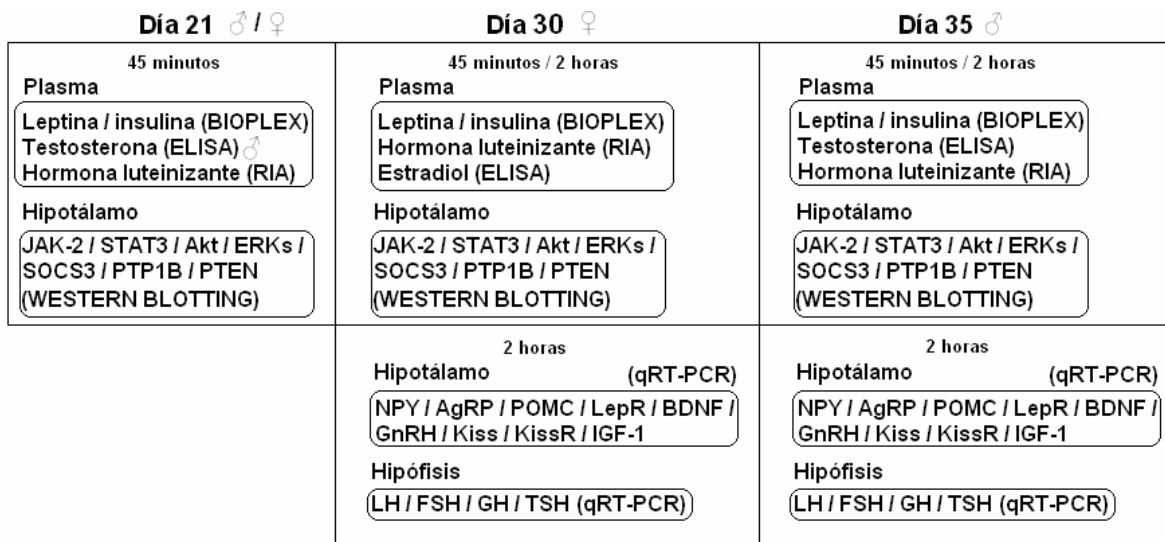 Día 21 ♂ / ♀
45 minutos
Plasma
Leptina / insulina (BIOPLEX)
Testosterona (ELISA) ♂
Hormona luteinizante (RIA)
Hipotálamo
JAK-2 / STAT3 / Akt / ERKs /
SOCS3 / PTP1B / PTEN
(WESTERN BLOTTING)
Día 30 ♀
45 minutos / 2 horas
Plasma
Leptina / insulina (BIOPLEX)
Hormona luteinizante (RIA)
Estradiol (ELISA)
Hipotálamo
JAK-2 / STAT3 / Akt / ERKs /
SOCS3 / PTP1B / PTEN
(WESTERN BLOTTING)
2 horas
Hipotálamo (qRT-PCR)
NPY / AgRP / POMC / LepR / BDNF /
GnRH / Kiss / KissR / IGF-1
Hipófisis
LH / FSH / GH / TSH (qRT-PCR)
Día 35 ♂
45 minutos / 2 horas
Plasma
Leptina / insulina (BIOPLEX)
Testosterona (ELISA)
Hormona luteinizante (RIA)
Hipotálamo
JAK-2 / STAT3 / Akt / ERKs /
SOCS3 / PTP1B / PTEN
(WESTERN BLOTTING)
2 horas
Hipotálamo (qRT-PCR)
NPY / AgRP / POMC / LepR / BDNF /
GnRH / Kiss / KissR / IGF-1
Hipófisis
LH / FSH / GH / TSH (qRT-PCR)